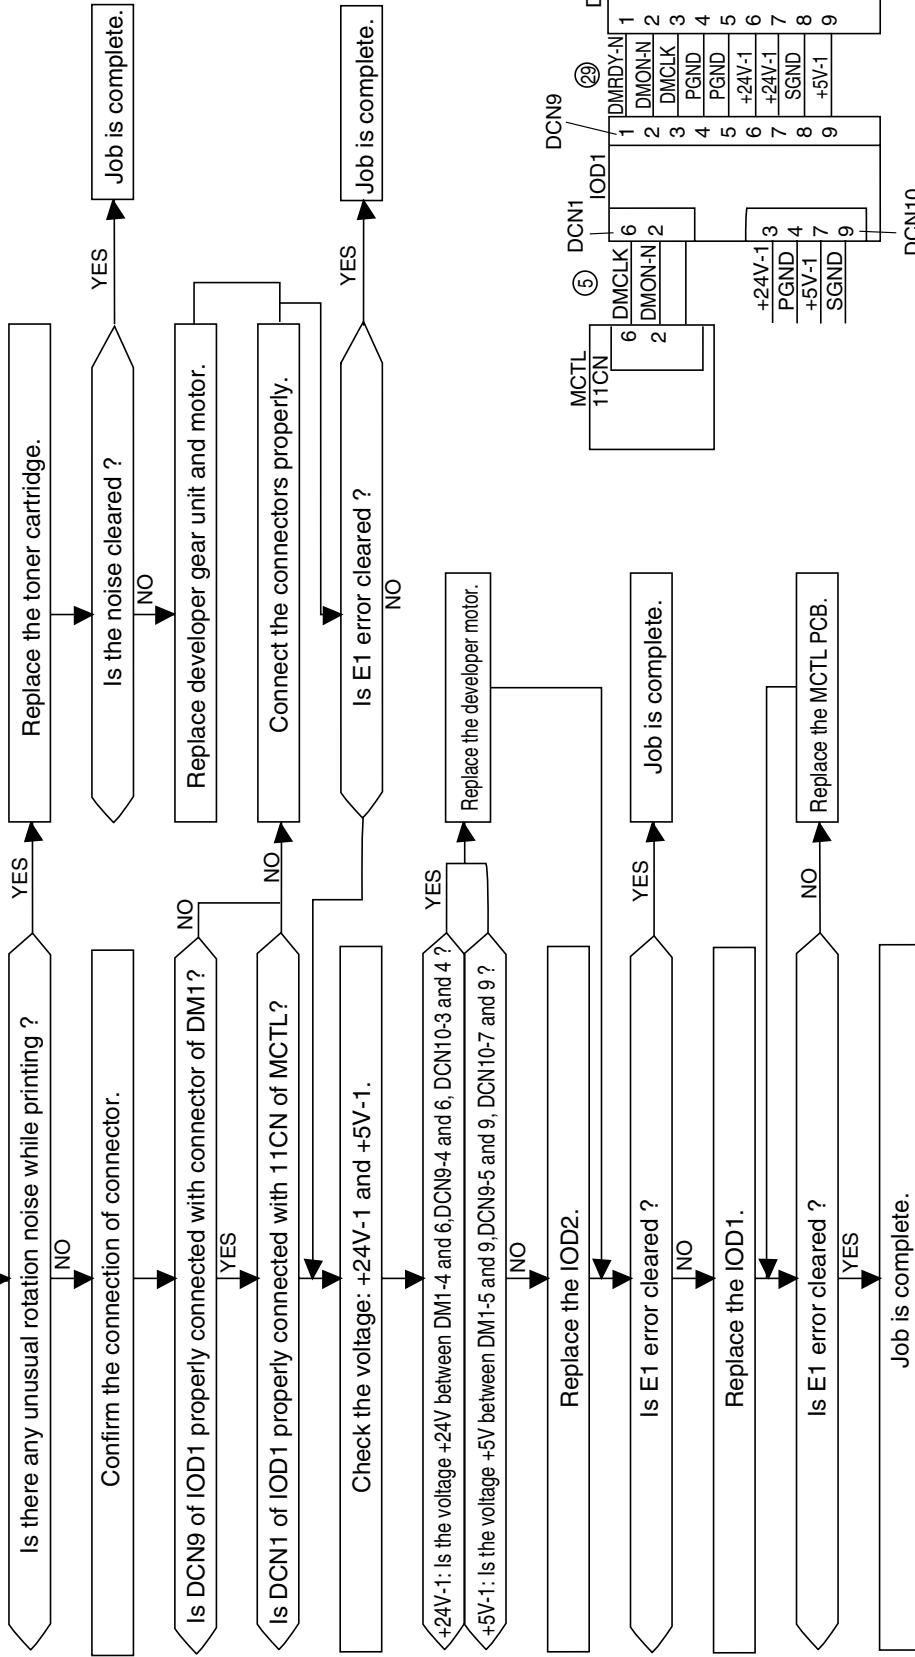 Is there any unusual rotation noise while printing ?
YES
NO
Replace the toner cartridge.
Is the noise cleared ?
YES
NO
Job is complete.
Replace developer gear unit and motor.
Confirm the connection of connector.
Is DCN9 of IOD1 properly connected with connector of DM1?
NO
YES
Is DCN1 of IOD1 properly connected with 11CN of MCTL?
NO
Connect the connectors properly.
Is E1 error cleared ?
YES
NO
Job is complete.
Check the voltage: +24V-1 and +5V-1.
+24V-1: Is the voltage +24V between DM1-4 and 6,DCN9-4 and 6, DCN10-3 and 4 ?
+5V-1: Is the voltage +5V between DM1-5 and 9,DCN9-5 and 9, DCN10-7 and 9 ?
YES
NO
Replace the developer motor.
Replace the IOD2.
Is E1 error cleared ?
YES
NO
Job is complete.
Replace the IOD1.
Is E1 error cleared ?
NO
YES
Replace the MCTL PCB.
Job is complete.
MCTL
11CN
6
2
5
DMCLK
DMON-N
DCN1
6
2
IOD1
+24V-1 3
PGND 4
+5V-1 7
SGND 9
DCN10
DCN9
29
1 DMRDY-N 1
2 DMON-N 2
3 DMCLK 3
4 PGND 4
5 PGND 5
6 +24V-1 6
7 +24V-1 7
8 SGND 8
9 +5V-1 9